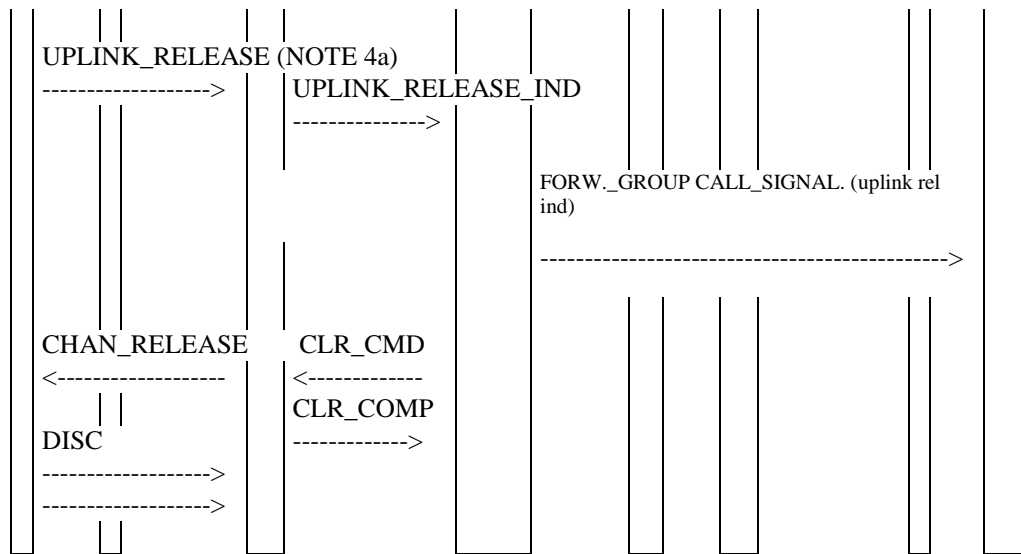 UPLINK_RELEASE (NOTE 4a)
-------------------> UPLINK_RELEASE_IND
--------------->
FORW._GROUP CALL_SIGNAL. (uplink rel
ind)
---------------------------------------------->
CHAN_RELEASE CLR_CMD
<------------------- <-------------
CLR_COMP
DISC ------------->
------------------->
------------------->